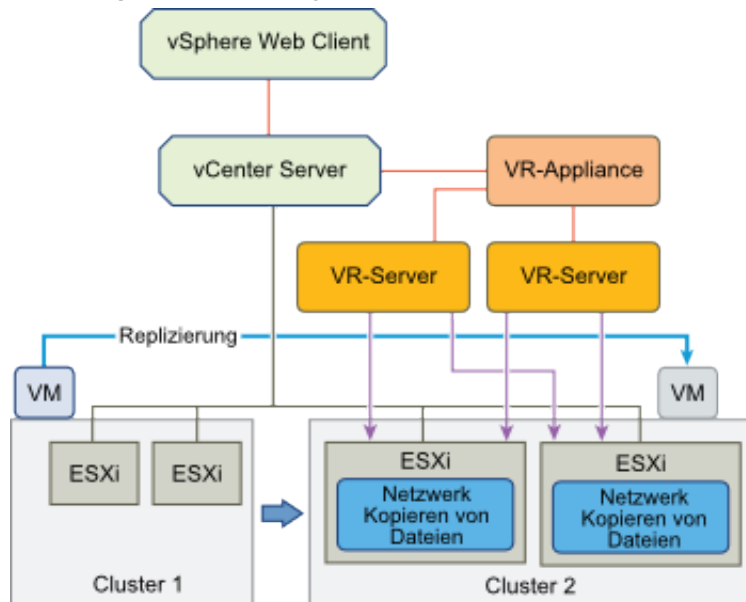 vSphere Web Client
vCenter Server
VR-Appliance
VR-Server
VR-Server
Replizierung
VM
VM
ESXi
ESXi
ESXi
Netzwerk
Kopieren von
Dateien
ESXi
Netzwerk
Kopieren von
Dateien
Cluster 1
Cluster 2